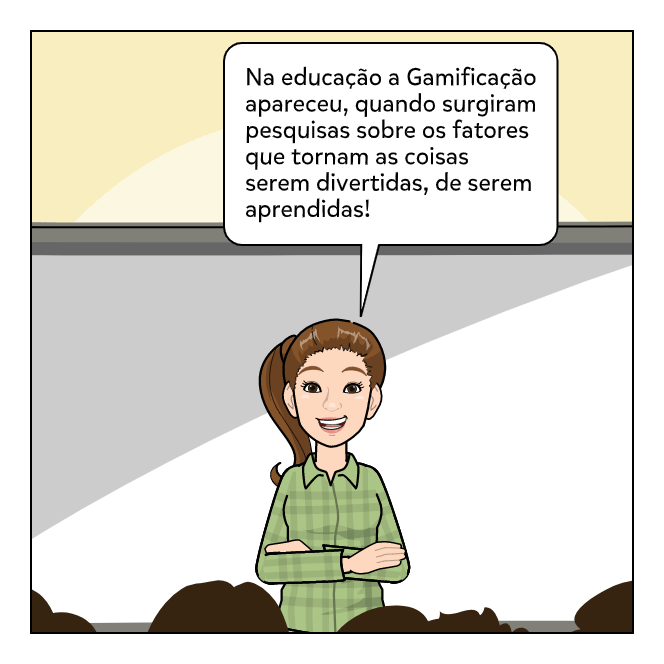 Na educação a Gamificação
apareceu, quando surgiram
pesquisas sobre os fatores
que tornam as coisas
serem divertidas, de serem
aprendidas!